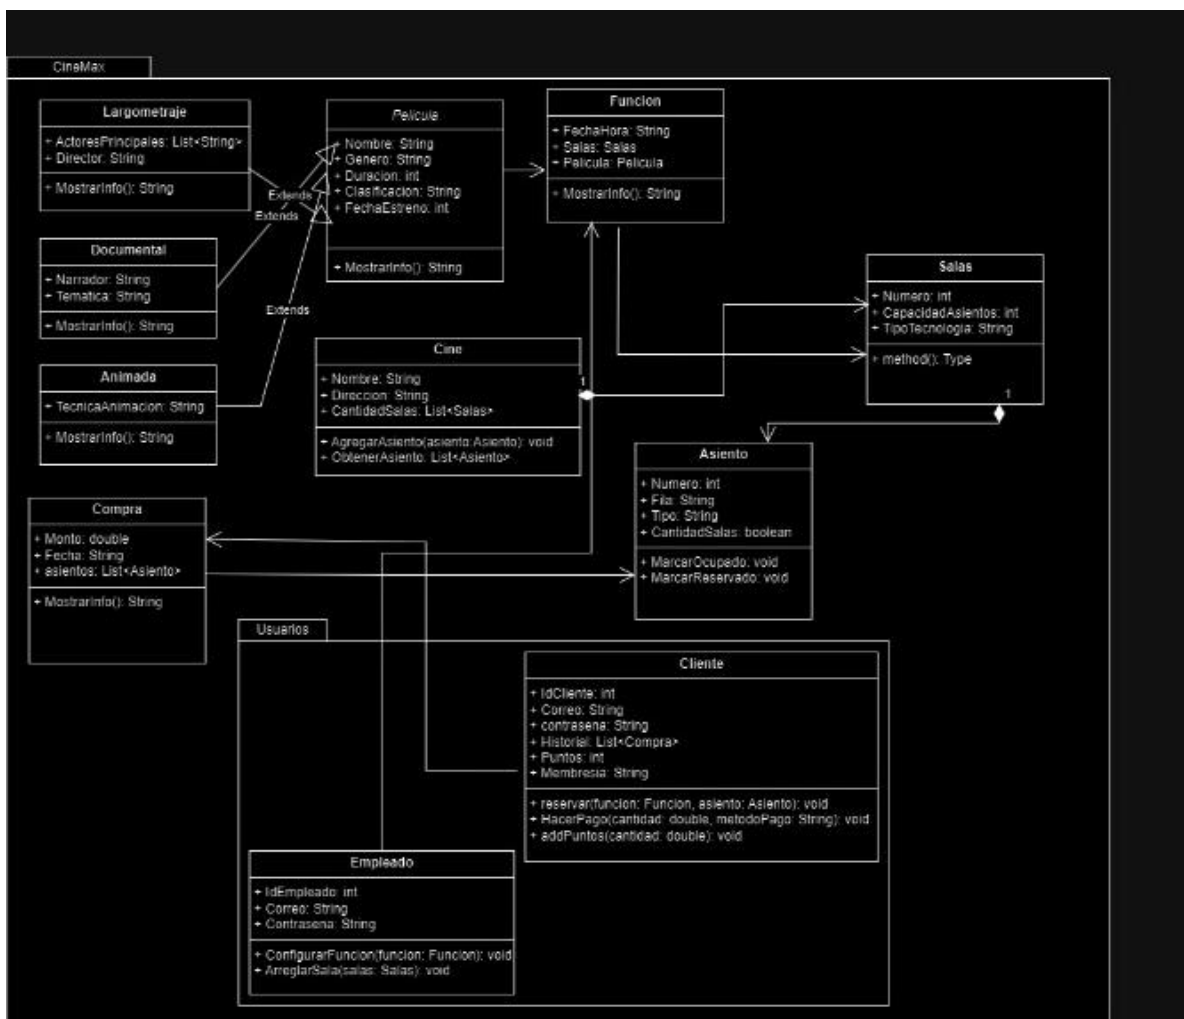 CineMax
Largometraje
+ ActoresPrincipales: List<String>
+ Director: String
+ MostrarInfo(): String
Pelicula
+ Nombre: String
+ Genero: String
+ Duracion: int
+ Clasificacion: String
+ FechaEstreno: int
+ MostrarInfo(): String
Funcion
+ FechaHora: String
+ Salas: Salas
+ Pelicula: Pelicula
+ MostrarInfo(): String
Extends
Extends
Extends
Documental
+ Narrador: String
+ Tematica: String
+ MostrarInfo(): String
Salas
+ Numero: int
+ CapacidadAsientos: int
+ TipoTecnologia: String
+ method(): Type
1
Cine
+ Nombre: String
+ Direccion: String
+ CantidadSalas: List<Salas>
+ AgregarAsiento(asiento:Asiento): void
+ ObtenerAsiento: List<Asiento>
1
Animada
+ TecnicaAnimacion: String
+ MostrarInfo(): String
Asiento
+ Numero: int
+ Fila: String
+ Tipo: String
+ CantidadSalas: boolean
+ MarcarOcupado: void
+ MarcarReservado: void
Compra
+ Monto: double
+ Fecha: String
+ asientos: List<Asiento>
+ MostrarInfo(): String
Usuarios
Cliente
+ IdCliente: int
+ Correo: String
+ contrasena: String
+ Historial: List<Compra>
+ Puntos: int
+ Membresia: String
+ reservar(funcion: Funcion, asiento: Asiento): void
+ HacerPago(cantidad: double, metodoPago: String): void
+ addPuntos(cantidad: double): void
Empleado
+ IdEmpleado: int
+ Correo: String
+ Contrasena: String
+ ConfigurarFuncion(funcion: Funcion): void
+ ArreglarSala(salas: Salas): void